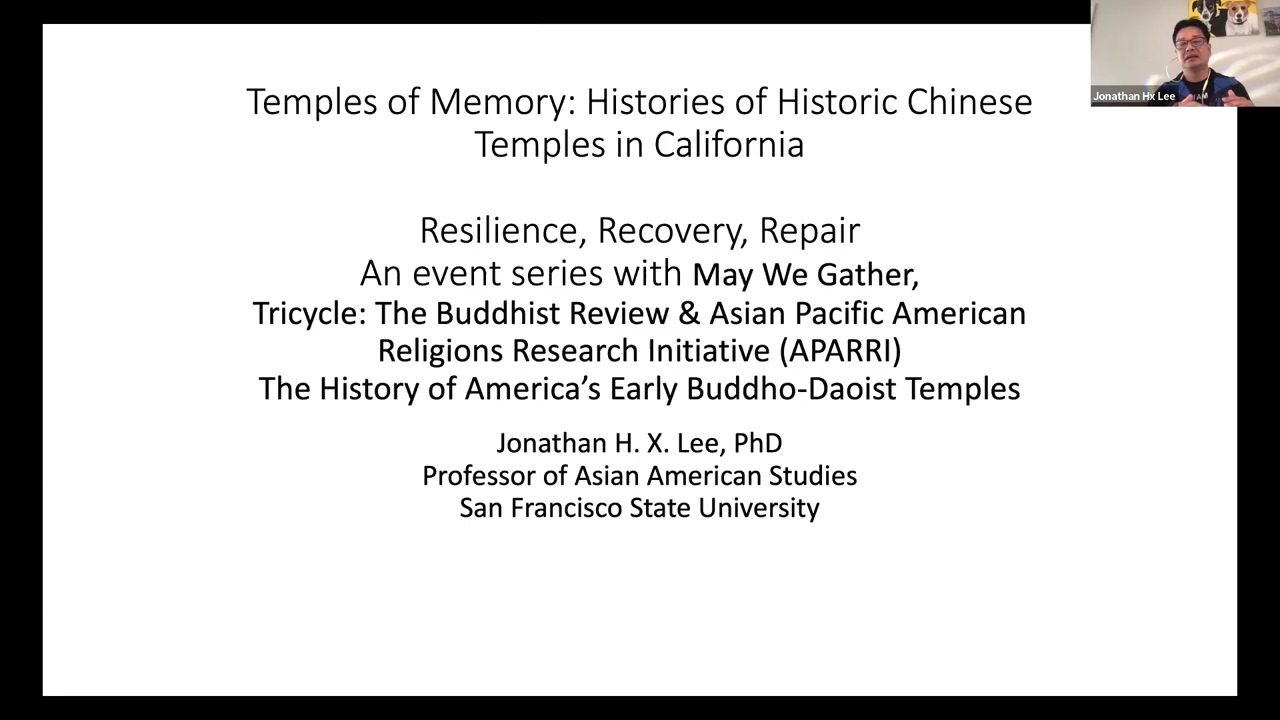 Temples of Memory: Histories of Historic Chinese
Temples in California
Resilience, Recovery, Repair
An event series with May We Gather,
Tricycle: The Buddhist Review & Asian Pacific American
Religions Research Initiative (APARRI)
The History of America’s Early Buddho-Daoist Temples
Jonathan H. X. Lee, PhD
Professor of Asian American Studies
San Francisco State University
Jonathan Hx Lee